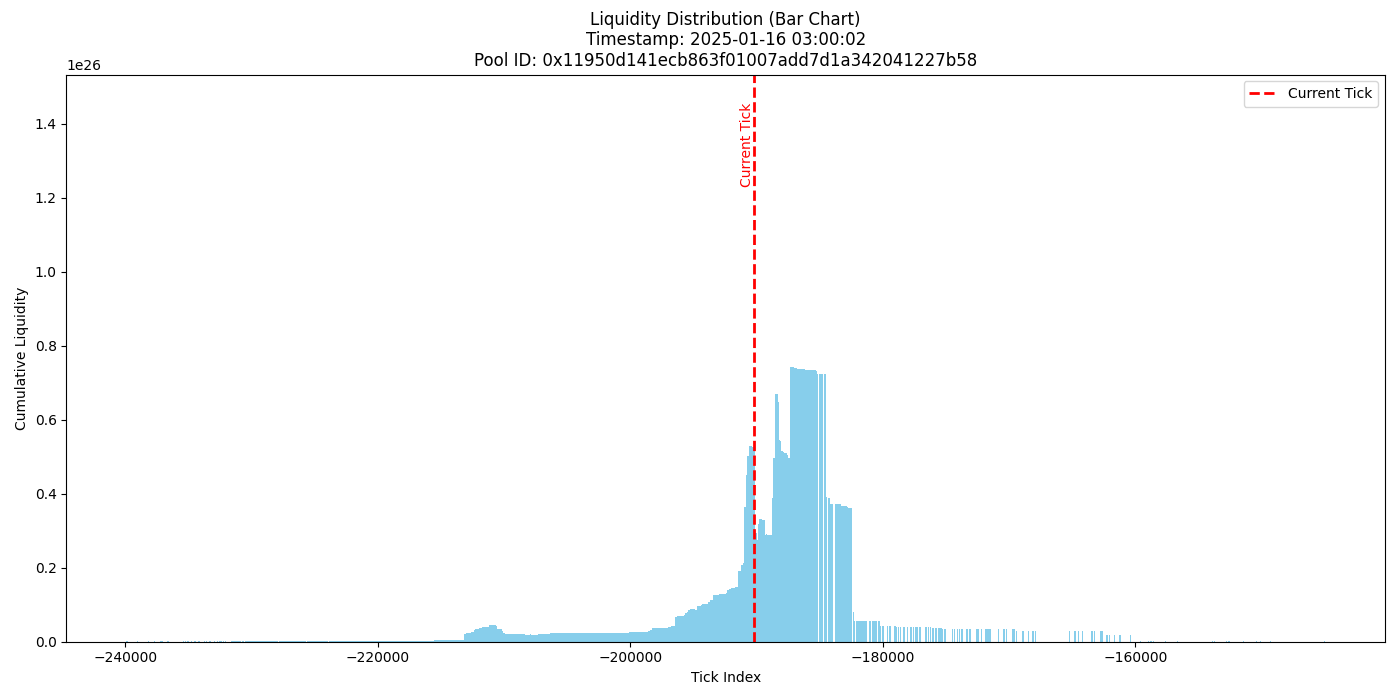 Liquidity Distribution (Bar Chart)
Timestamp: 2025-01-16 03:00:02
Pool ID: 0x11950d141ecb863f01007add7d1a342041227b58
1e26
Current Tick
Current Tick
1.4
1.2
1.0
0.8
0.6
0.4
0.2
0.0
Cumulative Liquidity
−240000
−220000
−200000
−180000
−160000
Tick Index